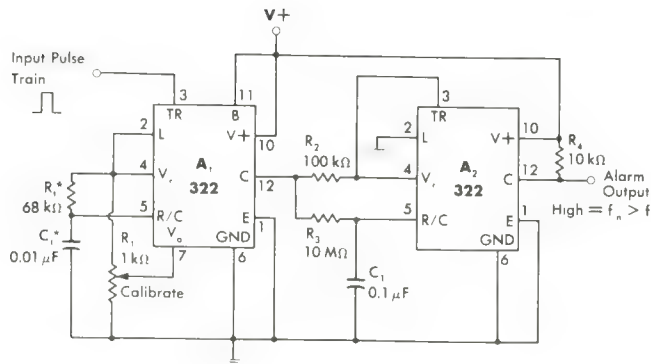 V+
Input Pulse
Train
3
11
TR
B
2
L
V+
10
R₁*
68 kΩ
4
Vᵣ
A₁
322
C
12
5
R/C
E
1
C₁*
0.01 µF
R₁
1 kΩ
Vₒ
7
GND
6
Calibrate
R₂
100 kΩ
R₃
10 MΩ
C₁
0.1 µF
3
TR
2
L
V+
10
R₄
10 kΩ
4
Vᵣ
A₂
322
C
12
Alarm
Output
5
R/C
E
1
High = fₙ > f
GND
6